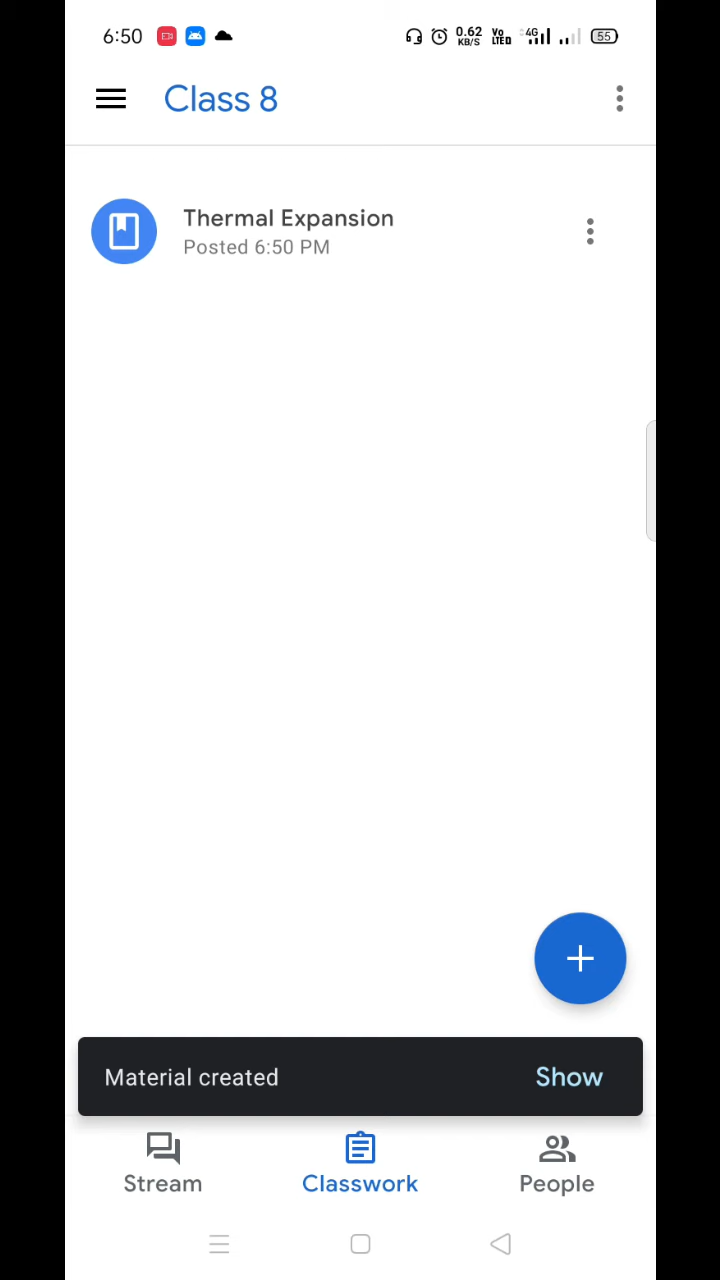 6:50
0.62 KB/S
Vo LTED
4G
55
Class 8
Thermal Expansion
Posted 6:50 PM
Material created
Show
Stream
Classwork
People